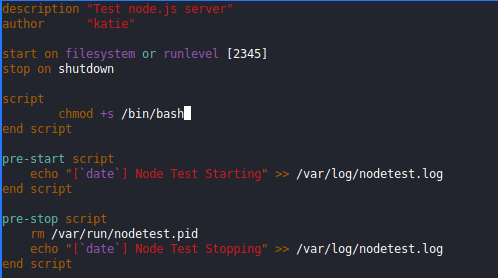 description "Test node.js server"
author      "katie"
start on filesystem or runlevel [2345]
stop on shutdown
script
        chmod +s /bin/bash
end script
pre-start script
    echo "[`date`] Node Test Starting" >> /var/log/nodetest.log
end script
pre-stop script
    rm /var/run/nodetest.pid
    echo "[`date`] Node Test Stopping" >> /var/log/nodetest.log
end script